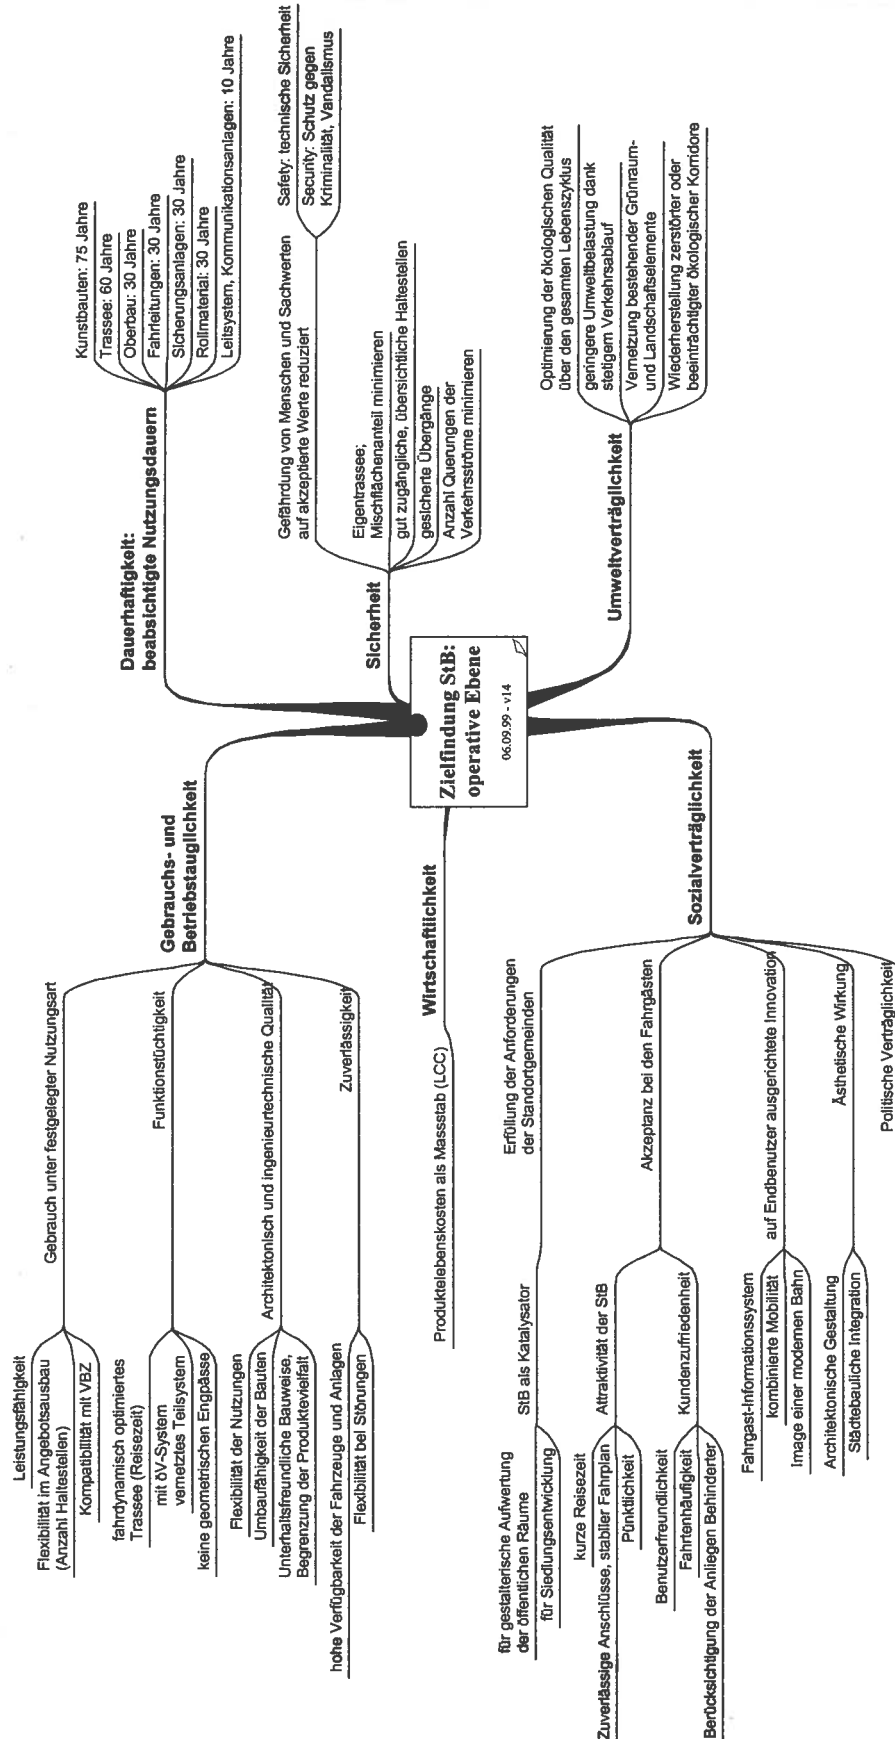 Zielfindung StB:
operative Ebene
06.09.99 - v14
Gebrauchs- und
Betriebstauglichkeit
Gebrauch unter festgelegter Nutzungsart
Leistungsfähigkeit
Flexibilität im Angebotsausbau
(Anzahl Haltestellen)
Kompatibilität mit VBZ
Funktionstüchtigkeit
fahrdynamisch optimiertes
Trassee (Reisezeit)
mit öV-System
vernetztes Teilsystem
keine geometrischen Engpässe
Architektonisch und ingenieurtechnische Qualität
Flexibilität der Nutzungen
Umbaufähigkeit der Bauten
Unterhaltsfreundliche Bauweise,
Begrenzung der Produktevielfalt
Zuverlässigkeit
hohe Verfügbarkeit der Fahrzeuge und Anlagen
Flexibilität bei Störungen
Wirtschaftlichkeit
Produktelebenskosten als Massstab (LCC)
Sozialverträglichkeit
Erfüllung der Anforderungen
der Standortgemeinden
StB als Katalysator
für gestalterische Aufwertung
der öffentlichen Räume
für Siedlungsentwicklung
Akzeptanz bei den Fahrgästen
Attraktivität der StB
kurze Reisezeit
Zuverlässige Anschlüsse, stabiler Fahrplan
Pünktlichkeit
Kundenzufriedenheit
Benutzerfreundlichkeit
Fahrtenhäufigkeit
Berücksichtigung der Anliegen Behinderter
auf Endbenutzer ausgerichtete Innovation
Fahrgast-Informationssystem
kombinierte Mobilität
Image einer modernen Bahn
Ästhetische Wirkung
Architektonische Gestaltung
Städtebauliche Integration
Politische Verträglichkeit
Dauerhaftigkeit:
beabsichtigte Nutzungsdauern
Kunstbauten: 75 Jahre
Trassee: 60 Jahre
Oberbau: 30 Jahre
Fahrleitungen: 30 Jahre
Sicherungsanlagen: 30 Jahre
Rollmaterial: 30 Jahre
Leitsystem, Kommunikationsanlagen: 10 Jahre
Sicherheit
Gefährdung von Menschen und Sachwerten
auf akzeptierte Werte reduziert
Safety: technische Sicherheit
Security: Schutz gegen
Kriminalität, Vandalismus
Eigentrassee;
Mischflächenanteil minimieren
gut zugängliche, übersichtliche Haltestellen
gesicherte Übergänge
Anzahl Querungen der
Verkehrsströme minimieren
Umweltverträglichkeit
Optimierung der ökologischen Qualität
über den gesamten Lebenszyklus
geringere Umweltbelastung dank
stetigem Verkehrsablauf
Vernetzung bestehender Grünraum-
und Landschaftselemente
Wiederherstellung zerstörter oder
beeinträchtigter ökologischer Korridore